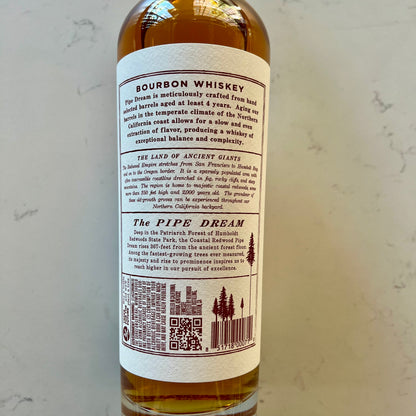 BOURBON WHISKEY
Pipe Dream is meticulously crafted from hand
selected barrels aged at least 4 years. Aging our
barrels in the temperate climate of the Northern
California coast allows for a slow and even
extraction of flavor, producing a whiskey of
exceptional balance and complexity.
THE LAND OF ANCIENT GIANTS
The Redwood Empire stretches from San Francisco to Humboldt Bay
and on to the Oregon border. It is a sparsely populated area with
often mercurial coastline drenched in fog, rocky cliffs, and steep
mountains. The region is home to majestic coastal redwoods, some
more than 350 feet high and 2,000 years old. The grandeur of
these old-growth groves can be experienced throughout our
Northern California backyard.
The PIPE DREAM
Deep in the Patriarch Forest of Humboldt
Redwoods State Park, the Coastal Redwood Pipe
Dream rises 367-feet from the ancient forest floor.
Among the fastest-growing trees ever measured,
its majesty and rise to prominence inspires us to
reach higher in our pursuit of excellence.